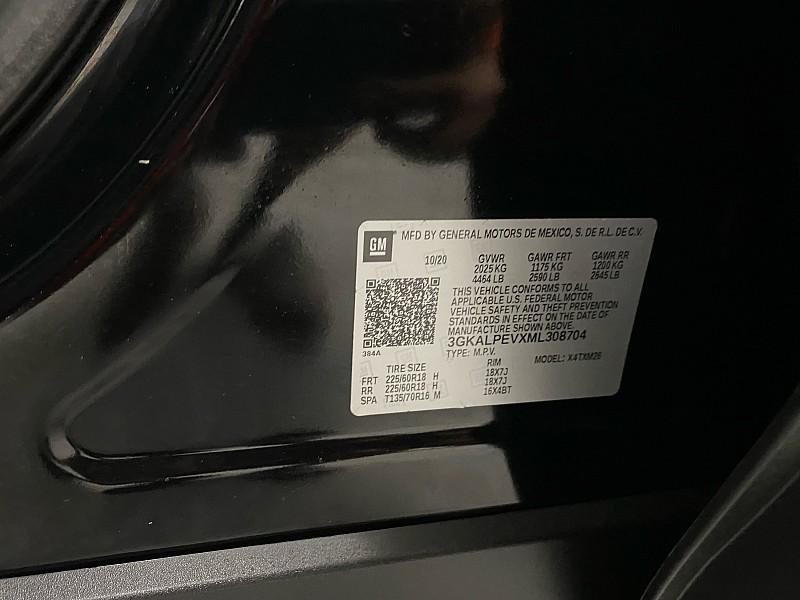 GM MFD BY GENERAL MOTORS DE MEXICO, S. DE R.L. DE C.V.
10/20 GVWR GAWR FRT GAWR RR
2025 KG 1175 KG 1200 KG
4464 LB 2590 LB 2645 LB
THIS VEHICLE CONFORMS TO ALL
APPLICABLE U.S. FEDERAL MOTOR
VEHICLE SAFETY AND THEFT PREVENTION
STANDARDS IN EFFECT ON THE DATE OF
MANUFACTURE SHOWN ABOVE.
3GKALPEVXML308704
384A
TYPE: M.P.V. MODEL: X4TXM26
TIRE SIZE RIM
FRT 225/60R18 H 18X7J
RR 225/60R18 H 18X7J
SPA T135/70R16 M 16X4BT